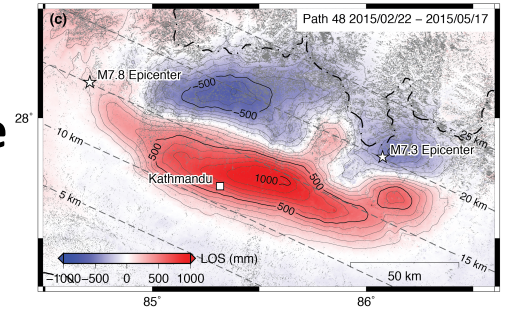 (c)
Path 48 2015/02/22 − 2015/05/17
M7.8 Epicenter
−500
−500
28°
25 km
10 km
500
M7.3 Epicenter
Kathmandu
1000
500
20 km
5 km
500
15 km
LOS (mm)
−1000 −500 0 500 1000
50 km
85° 86°